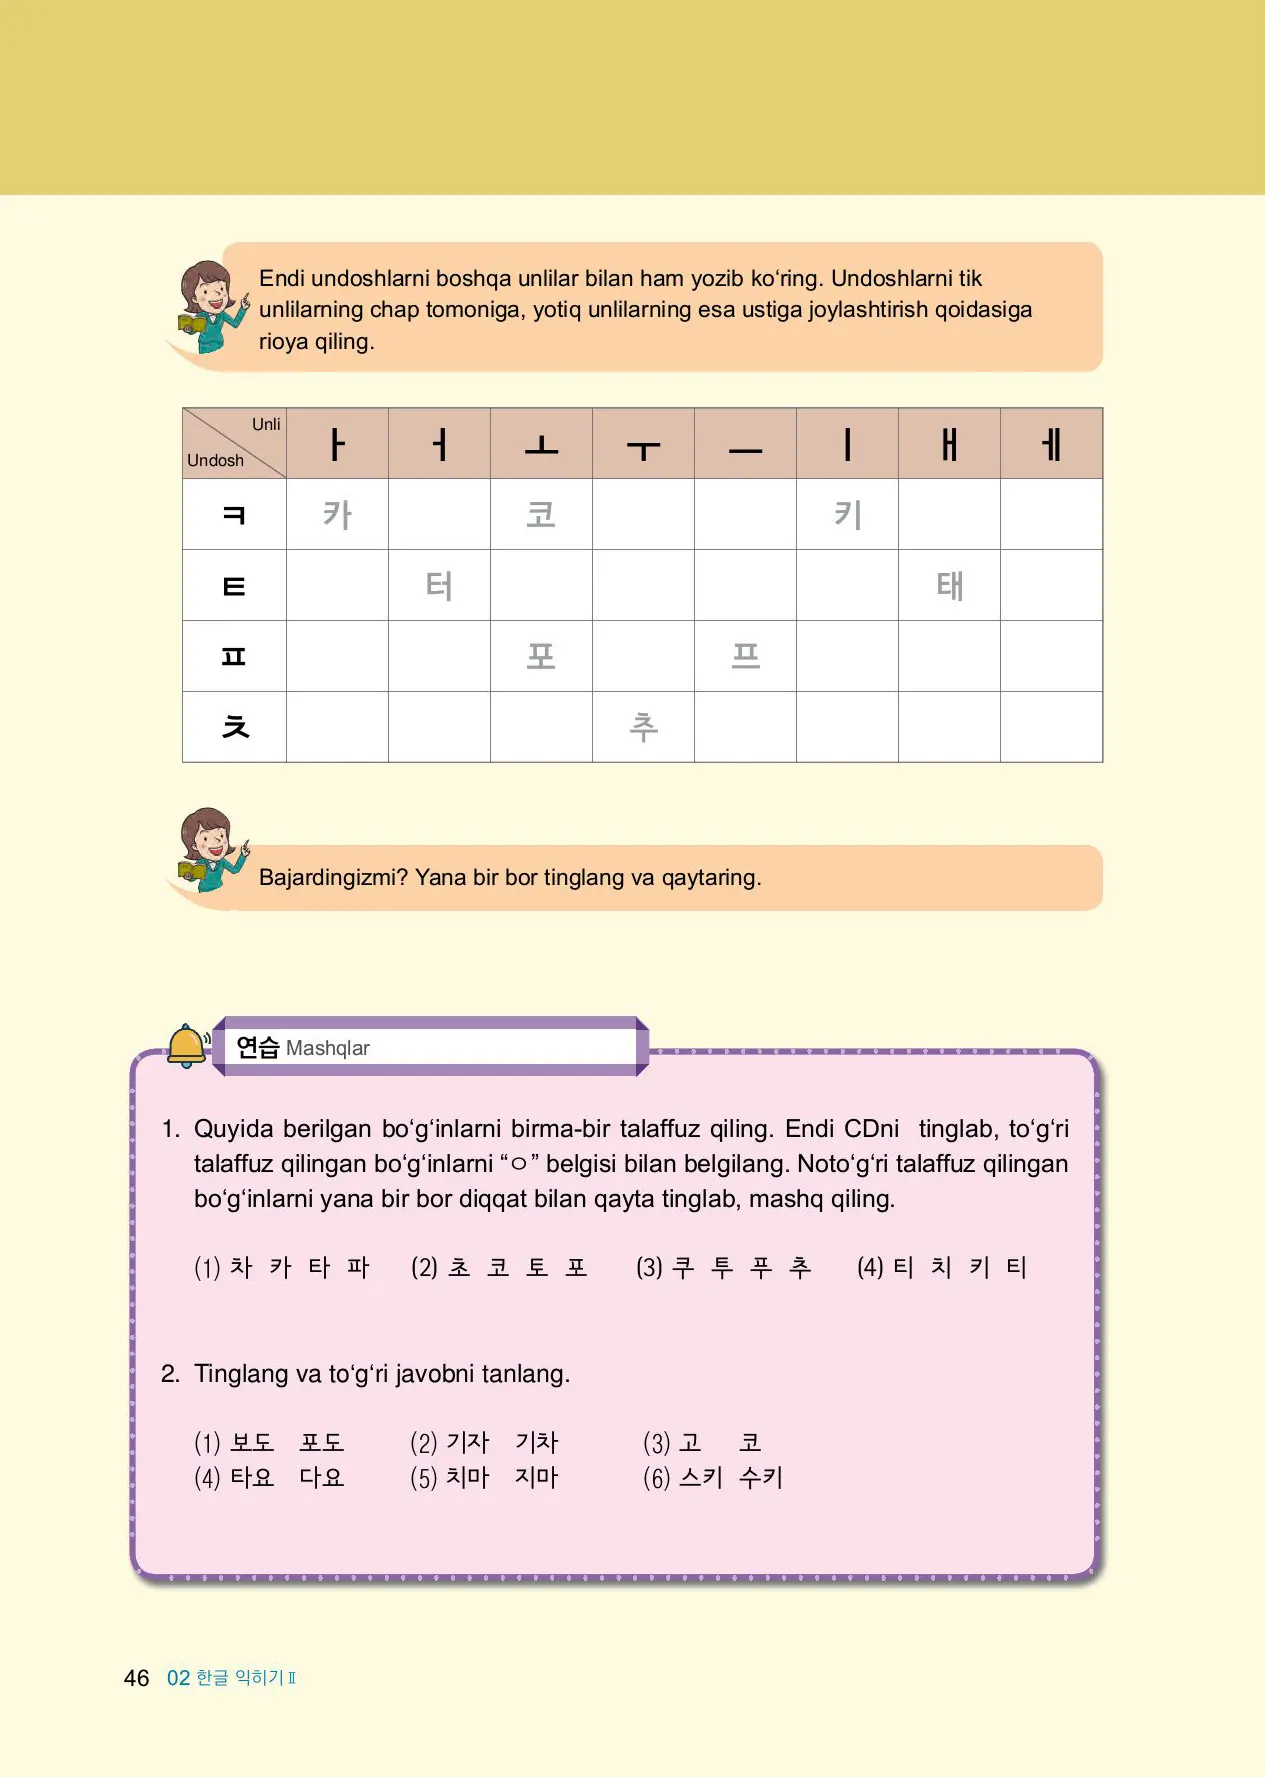 Endi undoshlarni boshqa unlilar bilan ham yozib ko‘ring. Undoshlarni tik
unlilarning chap tomoniga, yotiq unlilarning esa ustiga joylashtirish qoidasiga
rioya qiling.
Unli
Undosh ㅏ ㅓ ㅗ ㅜ ㅡ ㅣ ㅐ ㅔ
ㅋ 카 코 키
ㅌ 터 태
ㅍ 포 프
ㅊ 추
Bajardingizmi? Yana bir bor tinglang va qaytaring.
연습 Mashqlar
1. Quyida berilgan bo‘g‘inlarni birma-bir talaffuz qiling. Endi CDni tinglab, to‘g‘ri
talaffuz qilingan bo‘g‘inlarni “ㅇ” belgisi bilan belgilang. Noto‘g‘ri talaffuz qilingan
bo‘g‘inlarni yana bir bor diqqat bilan qayta tinglab, mashq qiling.
(1) 차 카 타 파 (2) 초 코 토 포 (3) 쿠 투 푸 추 (4) 티 치 키 티
2. Tinglang va to‘g‘ri javobni tanlang.
(1) 보도 포도 (2) 기자 기차 (3) 고 코
(4) 타요 다요 (5) 치마 지마 (6) 스키 수키
46 02 한글 익히기 Ⅱ